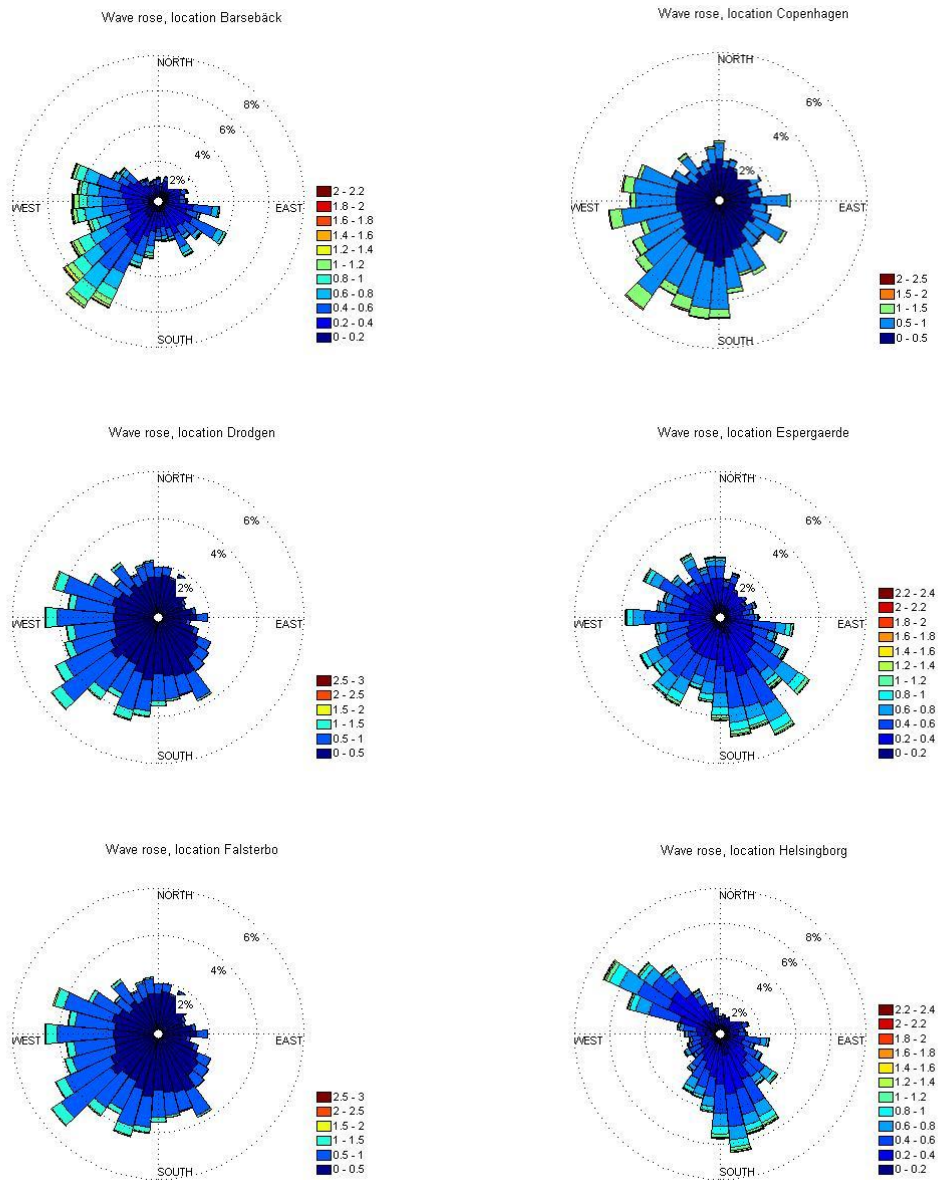 Wave rose, location Barsebäck
NORTH
8%
6%
4%
2%
WEST
EAST
SOUTH
2 - 2.2
1.8 - 2
1.6 - 1.8
1.4 - 1.6
1.2 - 1.4
1 - 1.2
0.8 - 1
0.6 - 0.8
0.4 - 0.6
0.2 - 0.4
0 - 0.2
Wave rose, location Copenhagen
NORTH
6%
4%
2%
WEST
EAST
SOUTH
2 - 2.5
1.5 - 2
1 - 1.5
0.5 - 1
0 - 0.5
Wave rose, location Drodgen
NORTH
6%
4%
2%
WEST
EAST
SOUTH
2.5 - 3
2 - 2.5
1.5 - 2
1 - 1.5
0.5 - 1
0 - 0.5
Wave rose, location Espergaerde
NORTH
6%
4%
2%
WEST
EAST
SOUTH
2.2 - 2.4
2 - 2.2
1.8 - 2
1.6 - 1.8
1.4 - 1.6
1.2 - 1.4
1 - 1.2
0.8 - 1
0.6 - 0.8
0.4 - 0.6
0.2 - 0.4
0 - 0.2
Wave rose, location Falsterbo
NORTH
6%
4%
2%
WEST
EAST
SOUTH
2.5 - 3
2 - 2.5
1.5 - 2
1 - 1.5
0.5 - 1
0 - 0.5
Wave rose, location Helsingborg
NORTH
8%
6%
4%
2%
WEST
EAST
SOUTH
2.2 - 2.4
2 - 2.2
1.8 - 2
1.6 - 1.8
1.4 - 1.6
1.2 - 1.4
1 - 1.2
0.8 - 1
0.6 - 0.8
0.4 - 0.6
0.2 - 0.4
0 - 0.2